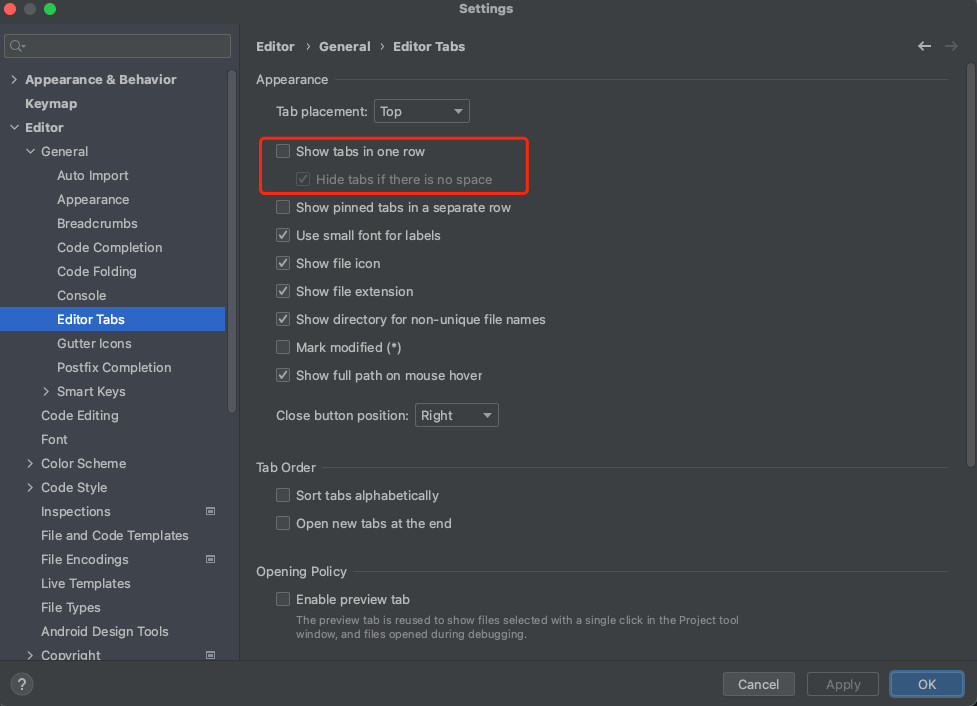 Settings
Editor › General › Editor Tabs
Appearance & Behavior
Keymap
Editor
General
Auto Import
Appearance
Breadcrumbs
Code Completion
Code Folding
Console
Editor Tabs
Gutter Icons
Postfix Completion
Smart Keys
Code Editing
Font
Color Scheme
Code Style
Inspections
File and Code Templates
File Encodings
Live Templates
File Types
Android Design Tools
Copyright
Appearance
Tab placement: Top
Show tabs in one row
Hide tabs if there is no space
Show pinned tabs in a separate row
Use small font for labels
Show file icon
Show file extension
Show directory for non-unique file names
Mark modified (*)
Show full path on mouse hover
Close button position: Right
Tab Order
Sort tabs alphabetically
Open new tabs at the end
Opening Policy
Enable preview tab
The preview tab is reused to show files selected with a single click in the Project tool
window, and files opened during debugging.
?
Cancel
Apply
OK